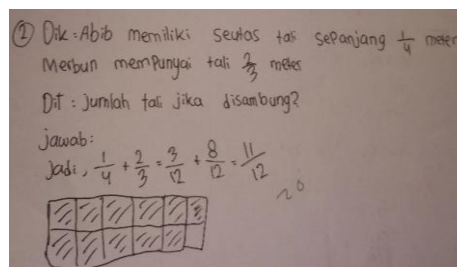 ② Dik : Abib memiliki seutas tali sepanjang 1/4 meter
Merbun mempunyai tali 2/3 meter
Dit : Jumlah tali jika disambung?
jawab:
Jadi, 1/4 + 2/3 = 3/12 + 8/12 = 11/12
20